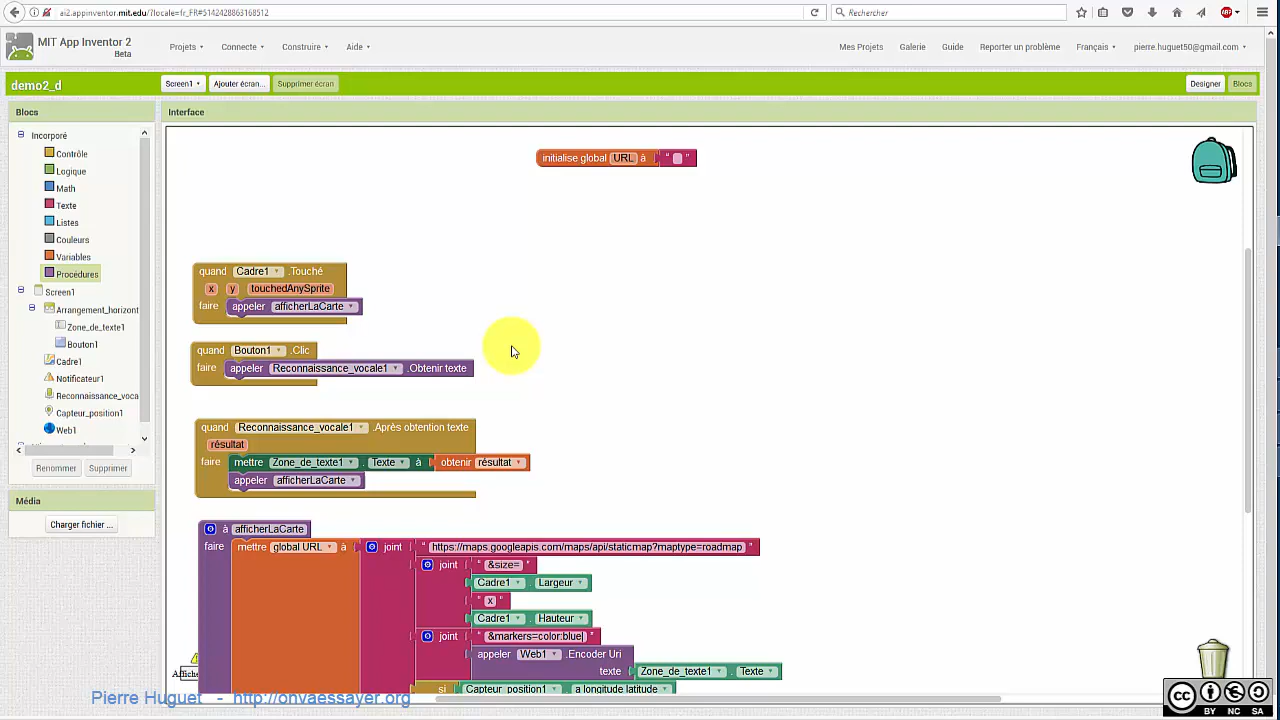 ai2.appinventor.mit.edu/?locale=fr_FR#5142428863168512
Rechercher
MIT App Inventor 2
Beta
Projets
Connecte
Construire
Aide
Mes Projets
Galerie
Guide
Reporter un problème
Français
pierre.huguet50@gmail.com
demo2_d
Screen1
Ajouter écran...
Supprimer écran
Designer
Blocs
Blocs
Interface
Incorporé
Contrôle
Logique
Math
Texte
Listes
Couleurs
Variables
Procédures
Screen1
Arrangement_horizont
Zone_de_texte1
Bouton1
Cadre1
Notificateur1
Reconnaissance_voca
Capteur_position1
Web1
Renommer
Supprimer
Média
Charger fichier ...
initialise global URL à " "
quand Cadre1 .Touché
x y touchedAnySprite
faire appeler afficherLaCarte
quand Bouton1 .Clic
faire appeler Reconnaissance_vocale1 .Obtenir texte
quand Reconnaissance_vocale1 .Après obtention texte
résultat
faire mettre Zone_de_texte1 . Texte à obtenir résultat
appeler afficherLaCarte
à afficherLaCarte
faire mettre global URL à joint " https://maps.googleapis.com/maps/api/staticmap?maptype=roadmap "
joint " &size= "
Cadre1 . Largeur
" x "
Cadre1 . Hauteur
joint " &markers=color:blue| "
appeler Web1 .Encoder Uri
texte Zone_de_texte1 . Texte
si Capteur_position1 . a longitude latitude
Pierre Huguet - http://onvaessayer.org
cc
BY NC SA